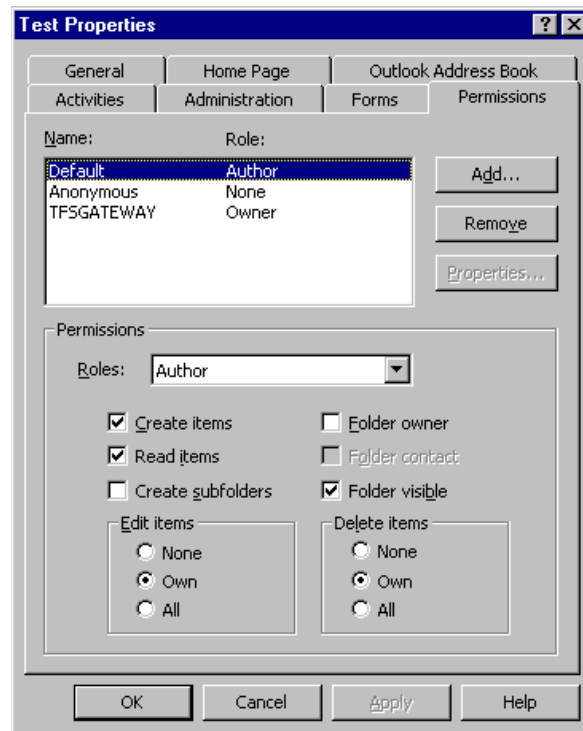 Test Properties
General Home Page Outlook Address Book
Activities Administration Forms Permissions
Name: Role:
Default Author
Anonymous None
TFSGATEWAY Owner
Add...
Remove
Properties...
Permissions
Roles: Author
Create items Folder owner
Read items Folder contact
Create subfolders Folder visible
Edit items Delete items
None None
Own Own
All All
OK Cancel Apply Help